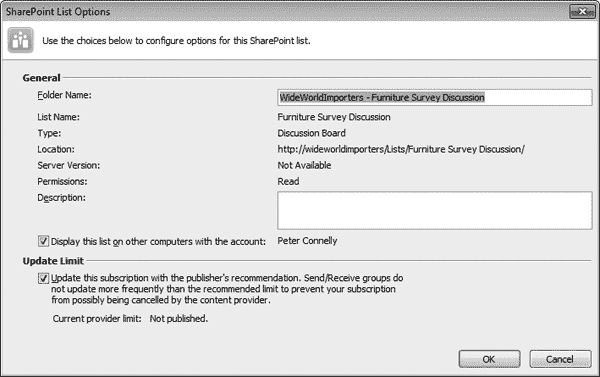 SharePoint List Options
Use the choices below to configure options for this SharePoint list.
General
Folder Name: WideWorldImporters - Furniture Survey Discussion
List Name: Furniture Survey Discussion
Type: Discussion Board
Location: http://wideworldimporters/Lists/Furniture Survey Discussion/
Server Version: Not Available
Permissions: Read
Description:
Display this list on other computers with the account: Peter Connelly
Update Limit
Update this subscription with the publisher's recommendation. Send/Receive groups do
not update more frequently than the recommended limit to prevent your subscription
from possibly being cancelled by the content provider.
Current provider limit: Not published.
OK Cancel